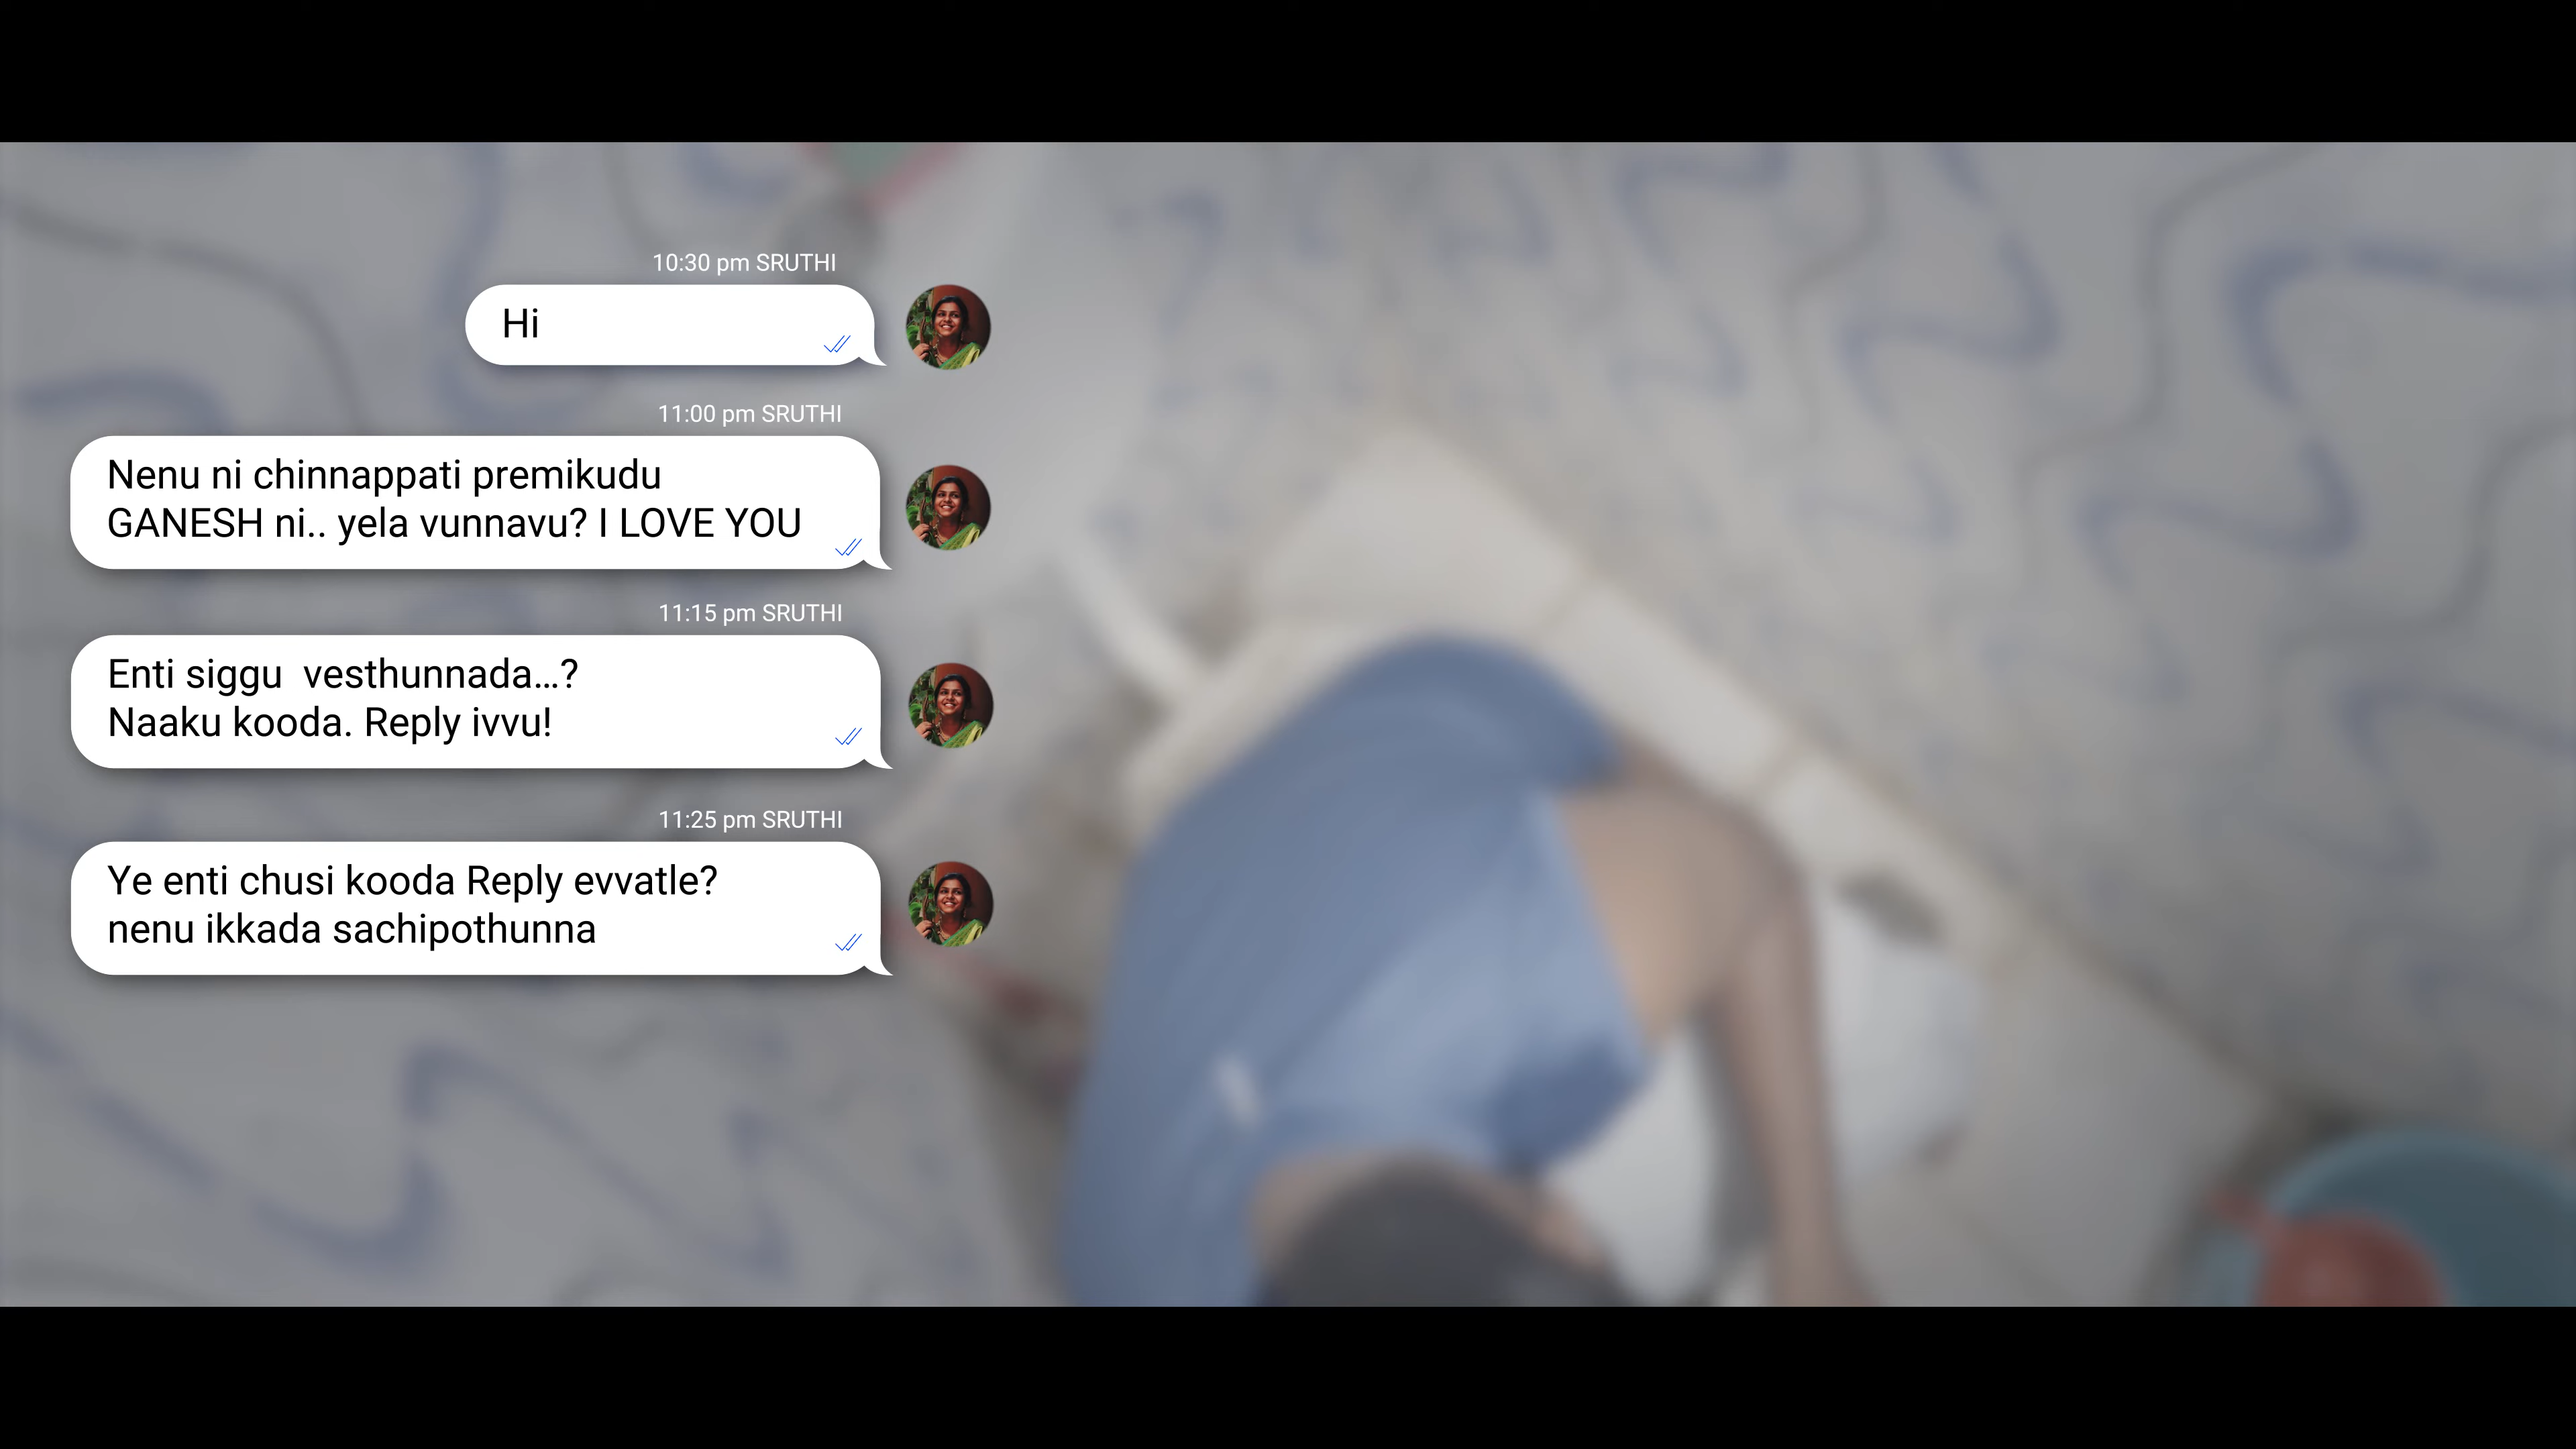 10:30 pm SRUTHI
Hi
11:00 pm SRUTHI
Nenu ni chinnappati premikudu
GANESH ni.. yela vunnavu? I LOVE YOU
11:15 pm SRUTHI
Enti siggu  vesthunnada...?
Naaku kooda. Reply ivvu!
11:25 pm SRUTHI
Ye enti chusi kooda Reply evvatle?
nenu ikkada sachipothunna